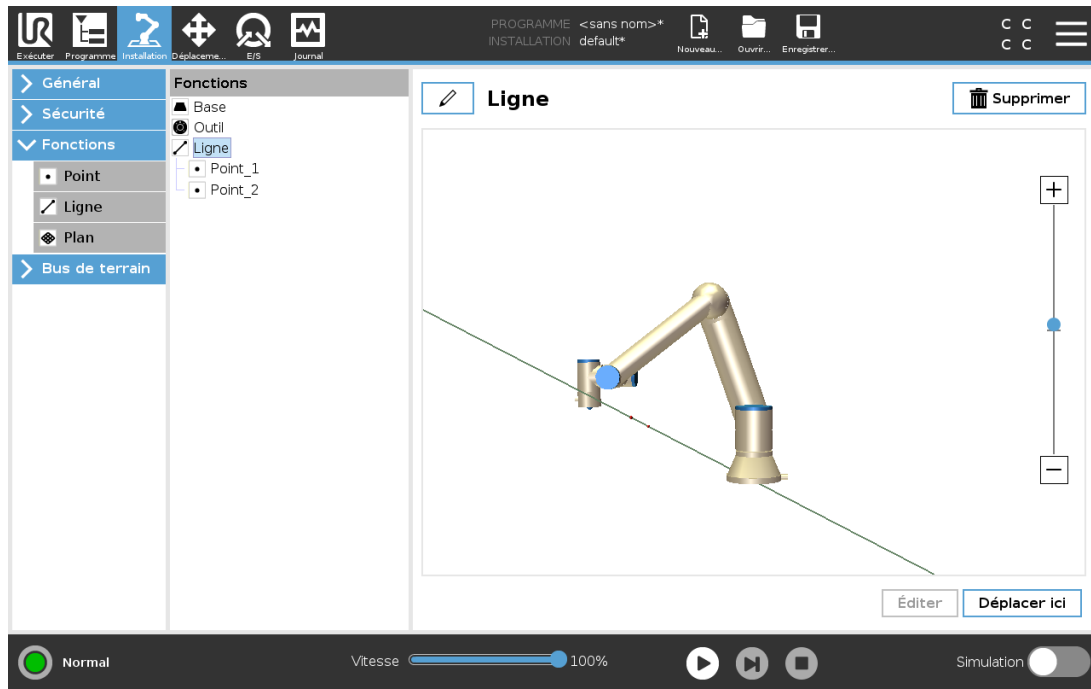 PROGRAMME <sans nom>*
INSTALLATION default*
Exécuter Programme Installation Déplaceme... E/S Journal
Nouveau... Ouvrir... Enregistrer...
C C
C C
Général
Sécurité
Fonctions
Point
Ligne
Plan
Bus de terrain
Fonctions
Base
Outil
Ligne
Point_1
Point_2
Ligne
Supprimer
Éditer
Déplacer ici
Normal
Vitesse 100%
Simulation